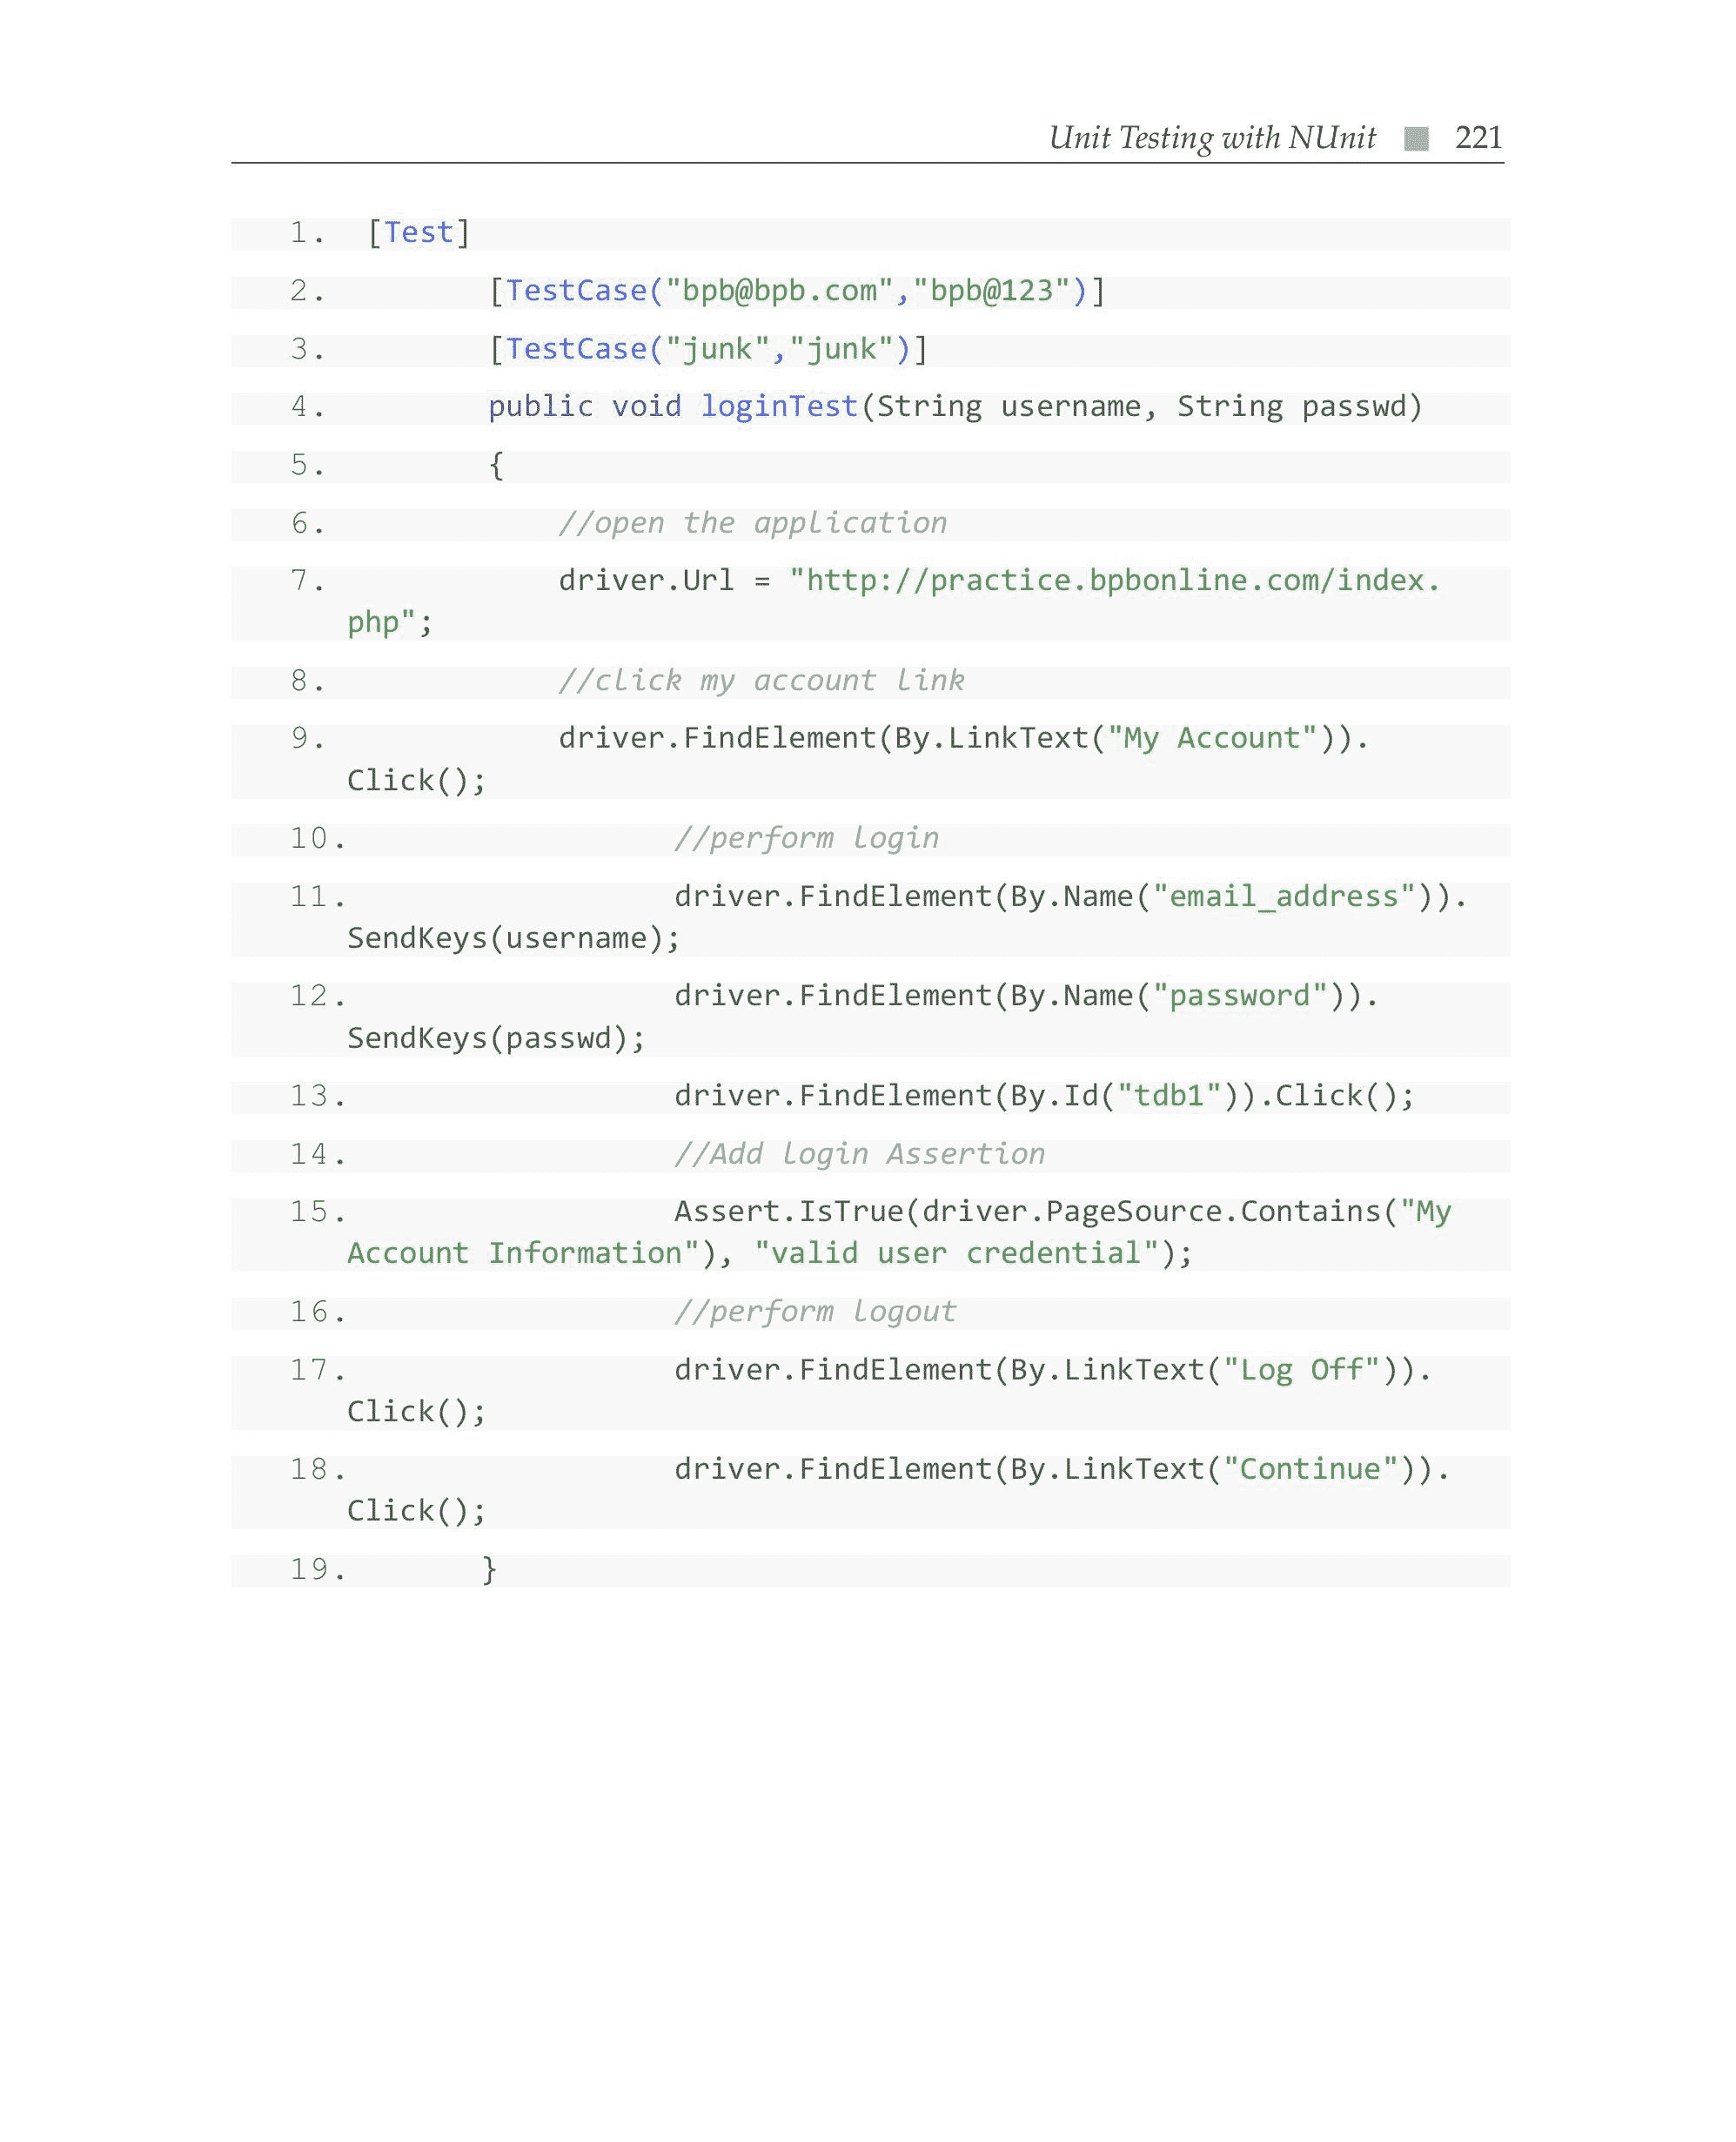 Unit Testing with NUnit ■ 221
1. [Test]
2. [TestCase("bpb@bpb.com","bpb@123")]
3. [TestCase("junk","junk")]
4. public void loginTest(String username, String passwd)
5. {
6. //open the application
7. driver.Url = "http://practice.bpbonline.com/index.
php";
8. //click my account link
9. driver.FindElement(By.LinkText("My Account")).
Click();
10. //perform login
11. driver.FindElement(By.Name("email_address")).
SendKeys(username);
12. driver.FindElement(By.Name("password")).
SendKeys(passwd);
13. driver.FindElement(By.Id("tdb1")).Click();
14. //Add login Assertion
15. Assert.IsTrue(driver.PageSource.Contains("My
Account Information"), "valid user credential");
16. //perform logout
17. driver.FindElement(By.LinkText("Log Off")).
Click();
18. driver.FindElement(By.LinkText("Continue")).
Click();
19. }